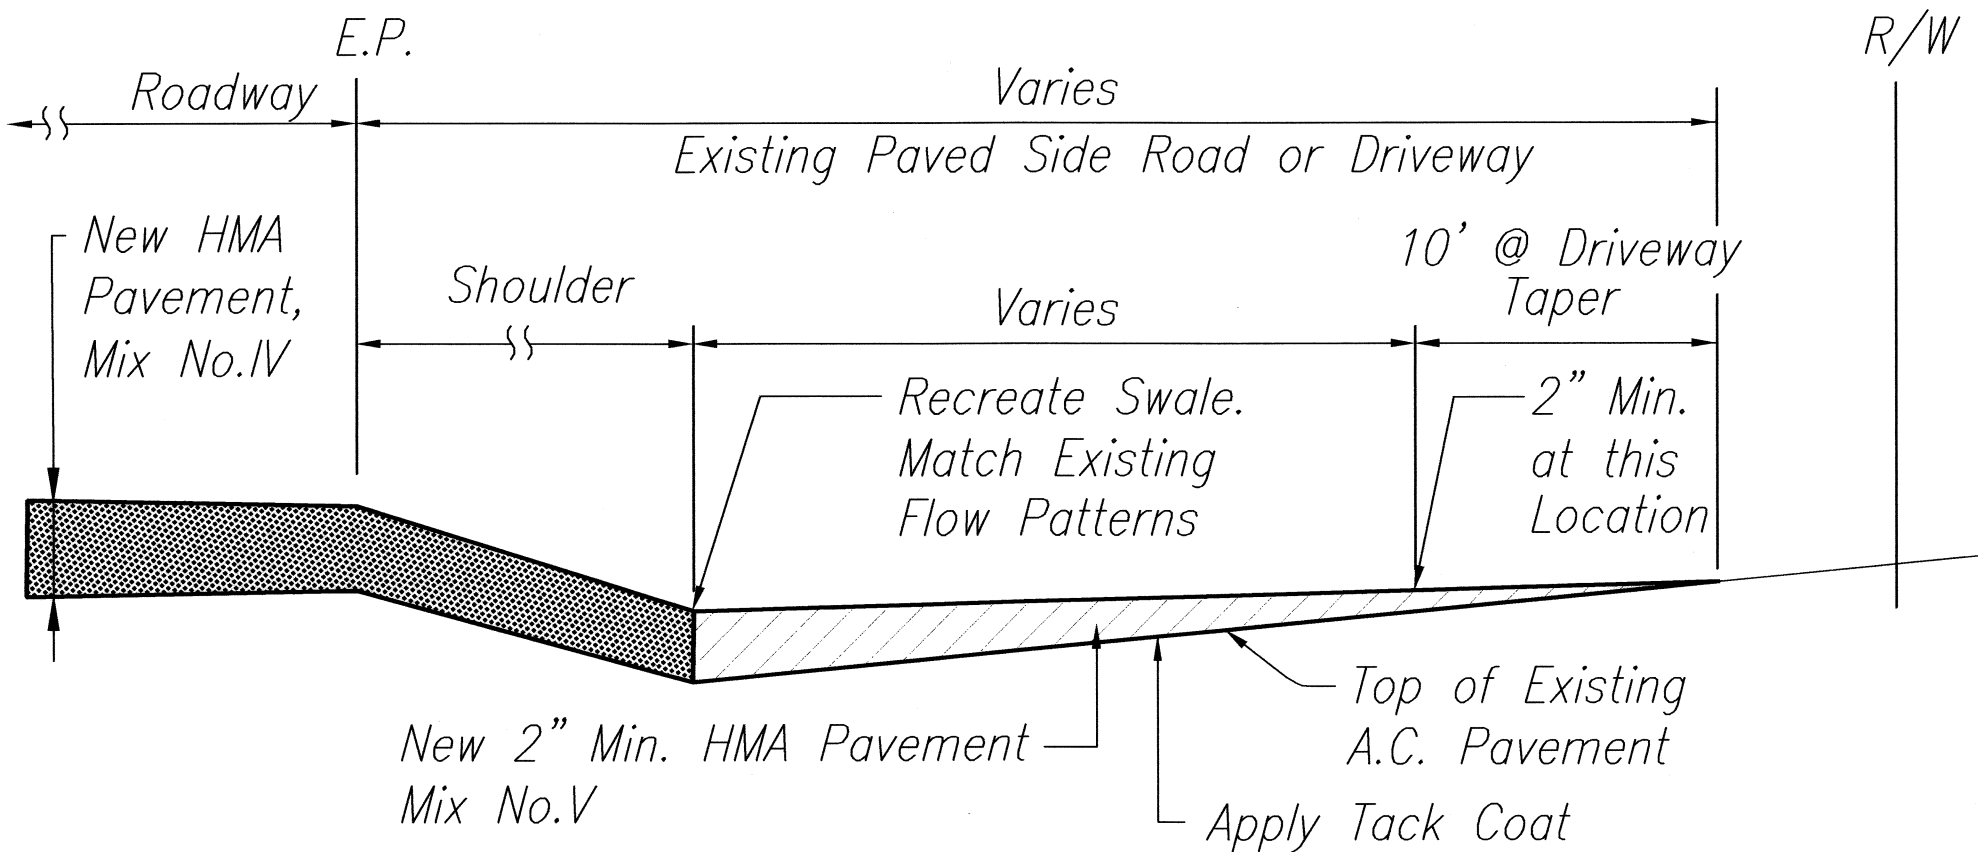 E.P.
R/W
Roadway
Varies
Existing Paved Side Road or Driveway
New HMA
Pavement,
Mix No.IV
Shoulder
Varies
10' @ Driveway
Taper
Recreate Swale.
Match Existing
Flow Patterns
2" Min.
at this
Location
New 2" Min. HMA Pavement
Mix No.V
Top of Existing
A.C. Pavement
Apply Tack Coat